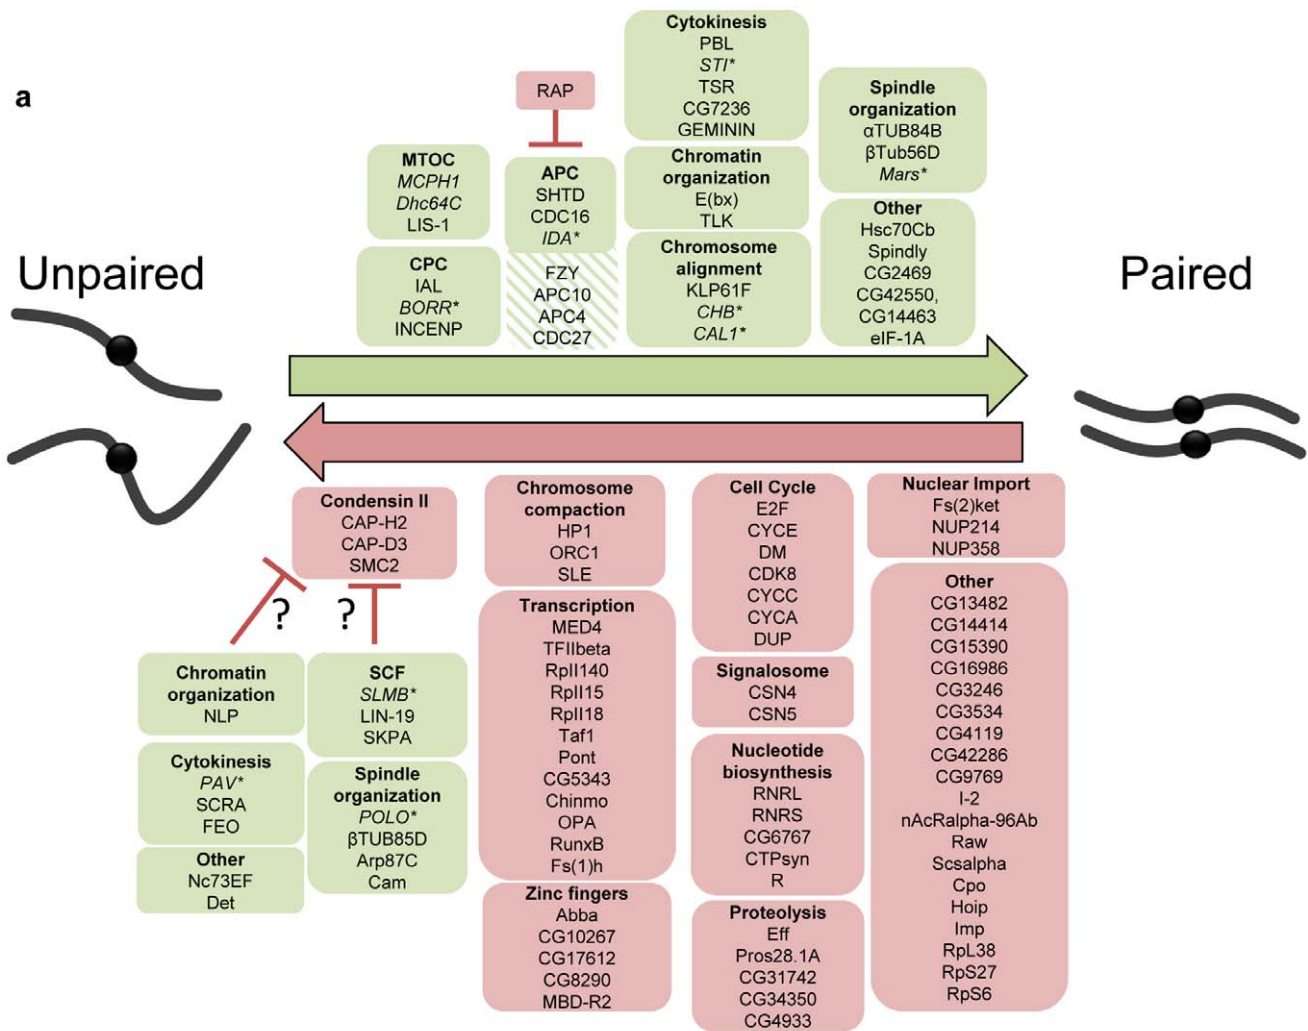 a
RAP
MTOC
MCPH1
Dhc64C
LIS-1
CPC
IAL
BORR*
INCENP
APC
SHTD
CDC16
IDA*
FZY
APC10
APC4
CDC27
Cytokinesis
PBL
STI*
TSR
CG7236
GEMININ
Chromatin
organization
E(bx)
TLK
Chromosome
alignment
KLP61F
CHB*
CAL1*
Spindle
organization
αTUB84B
βTub56D
Mars*
Other
Hsc70Cb
Spindly
CG2469
CG42550,
CG14463
eIF-1A
Unpaired
Paired
Condensin II
CAP-H2
CAP-D3
SMC2
?
?
Chromatin
organization
NLP
Cytokinesis
PAV*
SCRA
FEO
Other
Nc73EF
Det
SCF
SLMB*
LIN-19
SKPA
Spindle
organization
POLO*
βTUB85D
Arp87C
Cam
Chromosome
compaction
HP1
ORC1
SLE
Transcription
MED4
TFIIbeta
RpII140
RpII15
RpII18
Taf1
Pont
CG5343
Chinmo
OPA
RunxB
Fs(1)h
Zinc fingers
Abba
CG10267
CG17612
CG8290
MBD-R2
Cell Cycle
E2F
CYCE
DM
CDK8
CYCC
CYCA
DUP
Signalosome
CSN4
CSN5
Nucleotide
biosynthesis
RNRL
RNRS
CG6767
CTPsyn
R
Proteolysis
Eff
Pros28.1A
CG31742
CG34350
CG4933
Nuclear Import
Fs(2)ket
NUP214
NUP358
Other
CG13482
CG14414
CG15390
CG16986
CG3246
CG3534
CG4119
CG42286
CG9769
I-2
nAcRalpha-96Ab
Raw
Scsalpha
Cpo
Hoip
Imp
RpL38
RpS27
RpS6